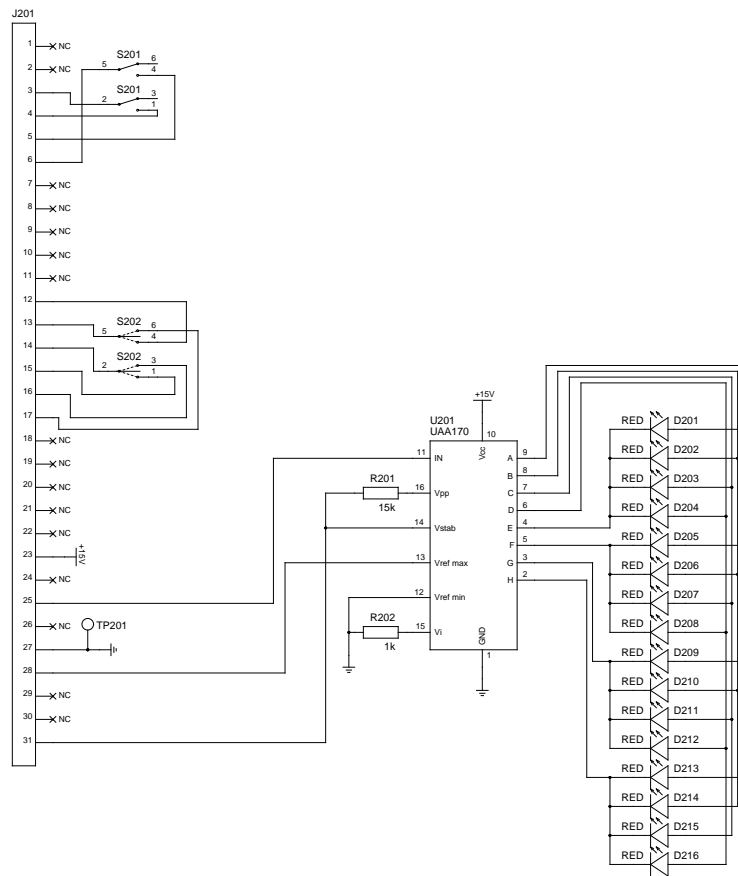 J201
1 NC
2 NC
3
4
5
6
7 NC
8 NC
9 NC
10 NC
11 NC
12
13
14
15
16
17
18 NC
19 NC
20 NC
21 NC
22 NC
23 +15V
24 NC
25
26 NC
27
28
29 NC
30 NC
31
S201
5 6
4
S201
2 3
1
S202
5 6
4
S202
2 3
1
TP201
R201
15k
R202
1k
+15V
U201
UAA170
10
Vcc
11 IN
16 Vpp
14 Vstab
13 Vref max
12 Vref min
15 Vi
A 9
B 8
C 7
D 6
E 4
F 5
G 3
H 2
GND
1
RED D201
RED D202
RED D203
RED D204
RED D205
RED D206
RED D207
RED D208
RED D209
RED D210
RED D211
RED D212
RED D213
RED D214
RED D215
RED D216